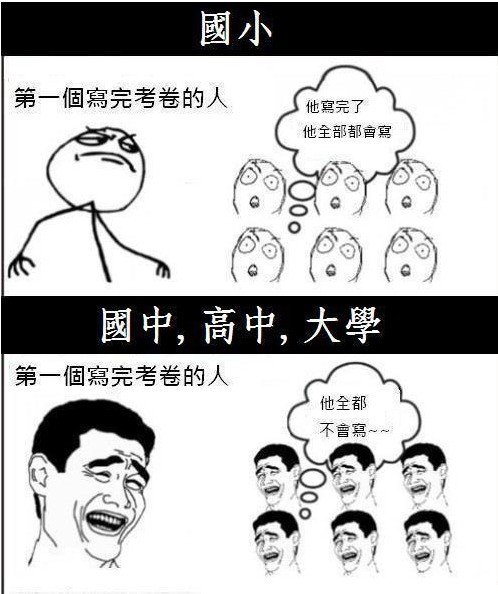 國小
第一個寫完考卷的人
他寫完了
他全部都會寫
國中, 高中, 大學
第一個寫完考卷的人
他全都
不會寫~~